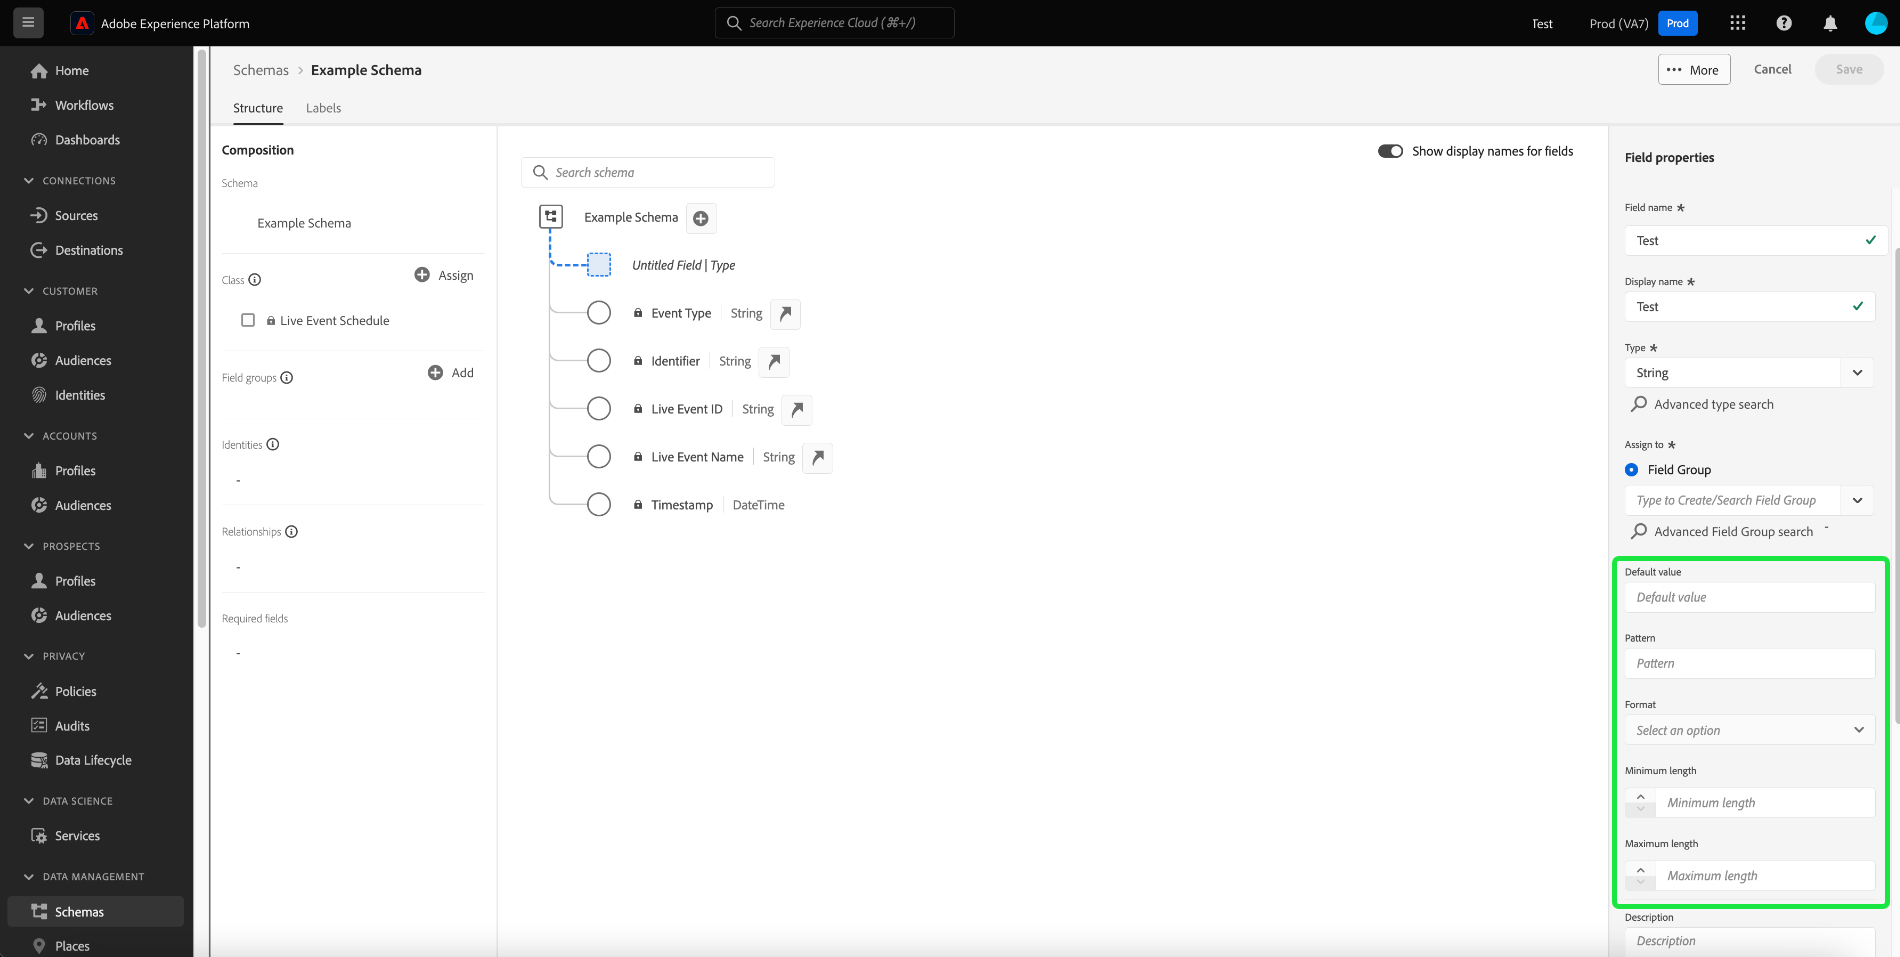 Adobe Experience Platform
Search Experience Cloud (⌘+/)
Test
Prod (VA7)
Prod
Home
Workflows
Dashboards
CONNECTIONS
Sources
Destinations
CUSTOMER
Profiles
Audiences
Identities
ACCOUNTS
Profiles
Audiences
PROSPECTS
Profiles
Audiences
PRIVACY
Policies
Audits
Data Lifecycle
DATA SCIENCE
Services
DATA MANAGEMENT
Schemas
Places
Schemas > Example Schema
••• More
Cancel
Save
Structure
Labels
Composition
Schema
Example Schema
Class
Assign
Live Event Schedule
Field groups
Add
Identities
-
Relationships
-
Required fields
-
Search schema
Show display names for fields
Example Schema
Untitled Field | Type
Event Type | String
Identifier | String
Live Event ID | String
Live Event Name | String
Timestamp | DateTime
Field properties
Field name *
Test
Display name *
Test
Type *
String
Advanced type search
Assign to *
Field Group
Type to Create/Search Field Group
Advanced Field Group search -
Default value
Default value
Pattern
Pattern
Format
Select an option
Minimum length
Minimum length
Maximum length
Maximum length
Description
Description